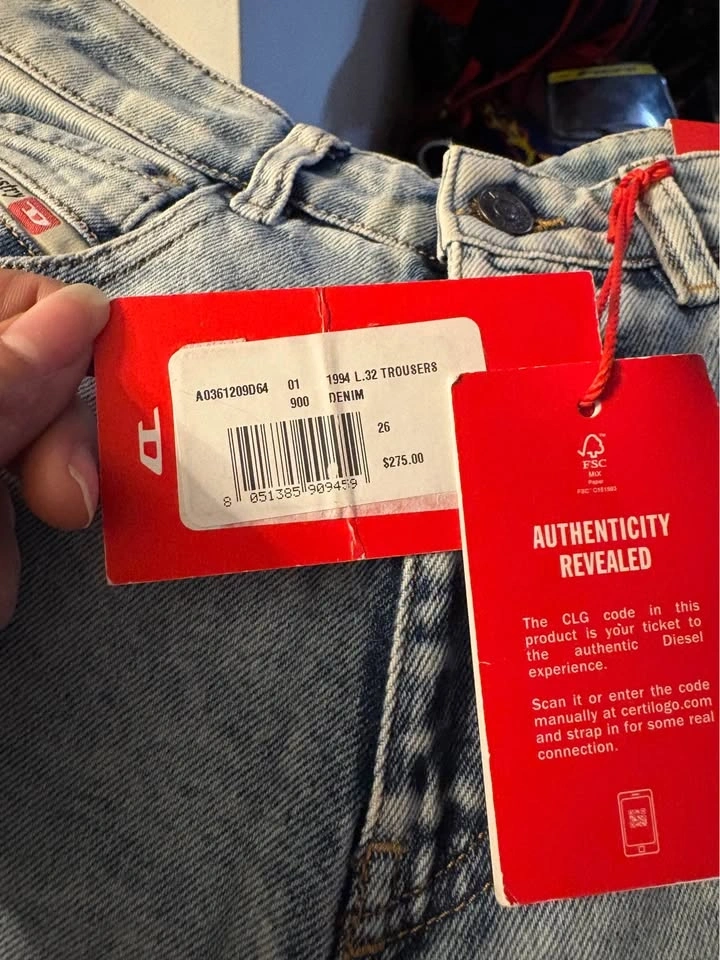 A0361209D64 01 1994 L.32 TROUSERS
900 DENIM
26
$275.00
8 051385 909459
FSC
MIX
Paper
AUTHENTICITY
REVEALED
The CLG code in this
product is your ticket to
the authentic Diesel
experience.
Scan it or enter the code
manually at certilogo.com
and strap in for some real
connection.